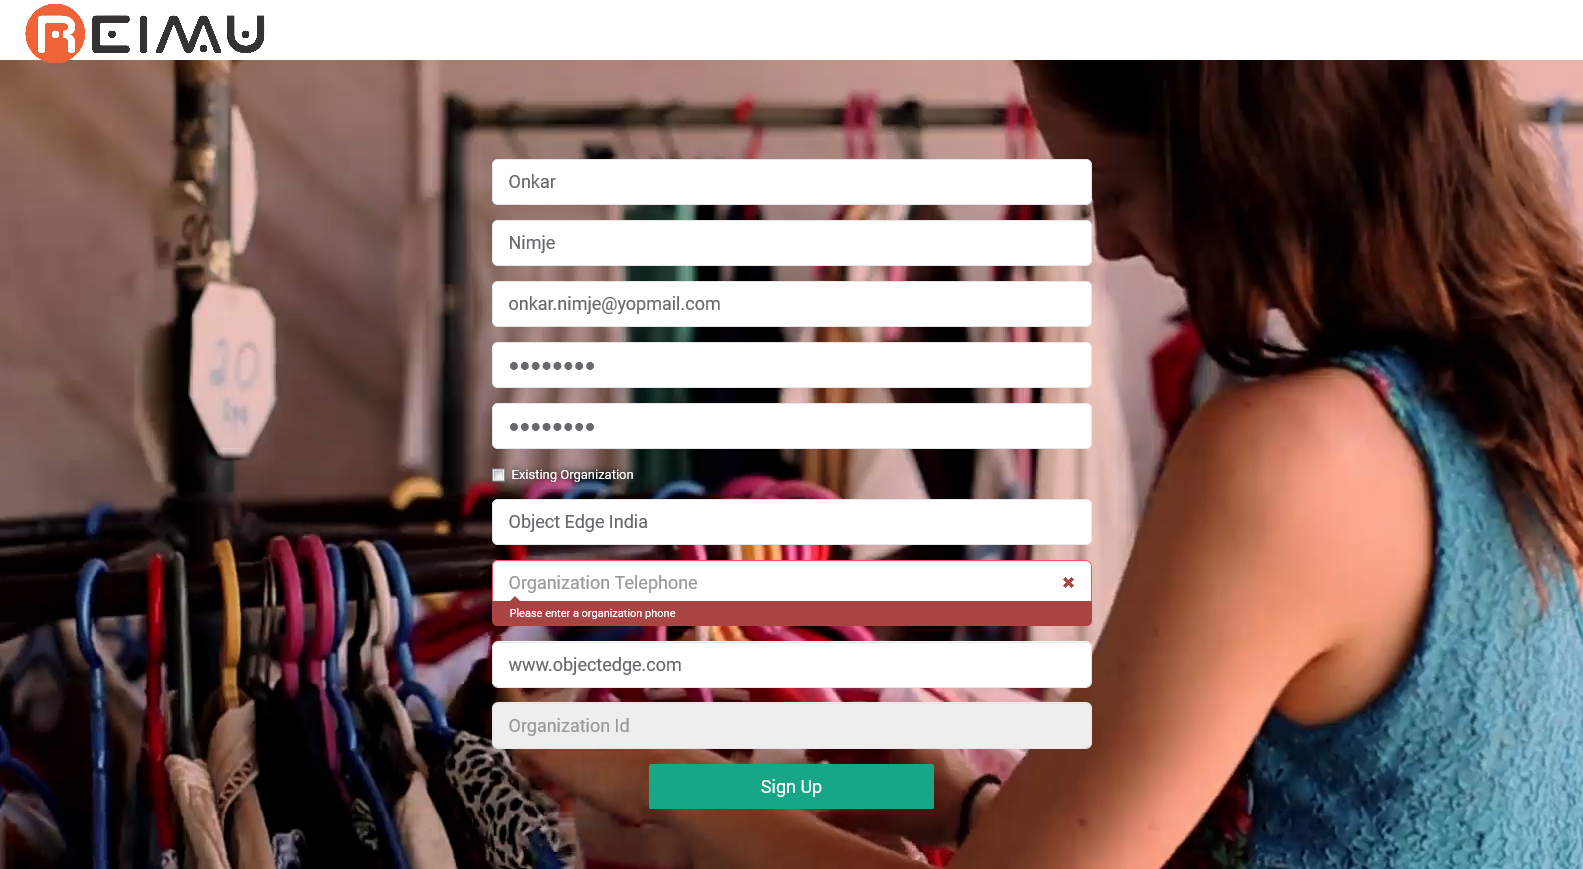 REIMU
Onkar
Nimje
onkar.nimje@yopmail.com
●●●●●●●●
●●●●●●●●
Existing Organization
Object Edge India
Organization Telephone
Please enter a organization phone
www.objectedge.com
Organization Id
Sign Up
20